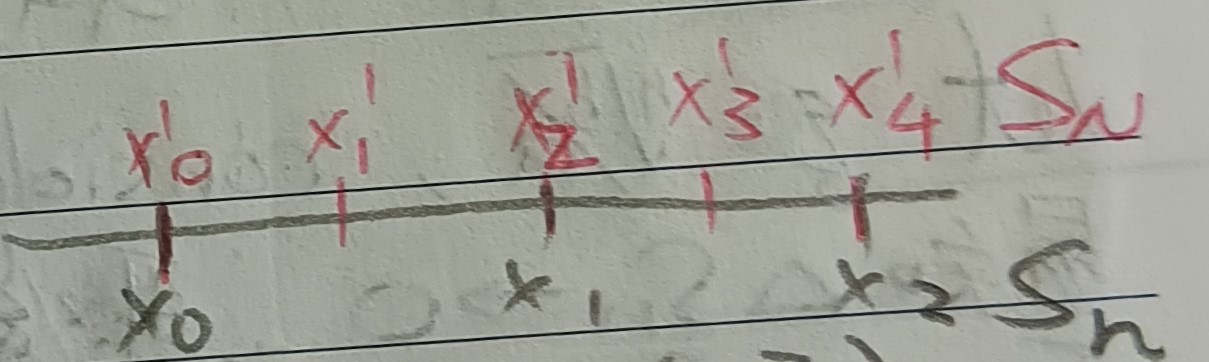 x'₀ x'₁ x'₂ x'₃ x'₄ S_N
x₀ x₁ x₂ S_n